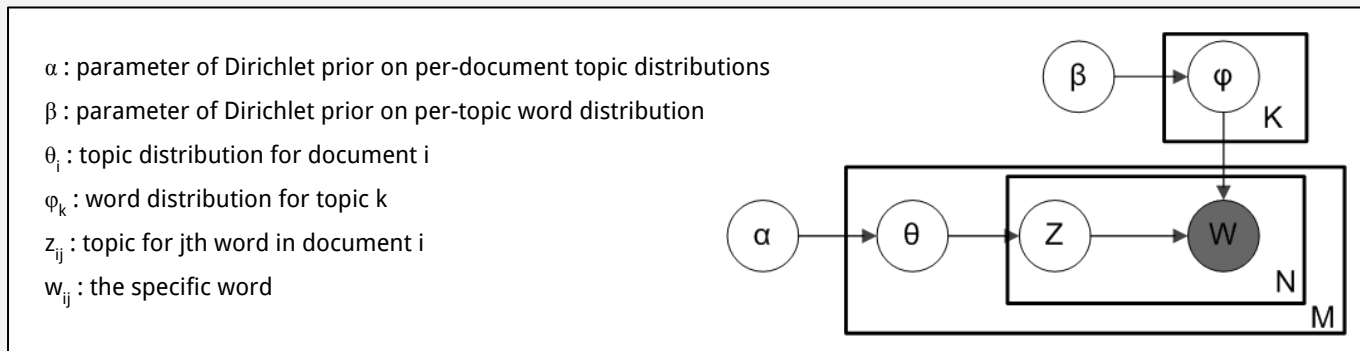 α : parameter of Dirichlet prior on per-document topic distributions
β : parameter of Dirichlet prior on per-topic word distribution
θi : topic distribution for document i
φk : word distribution for topic k
zij : topic for jth word in document i
wij : the specific word
β φ
K
α θ Z W
N
M